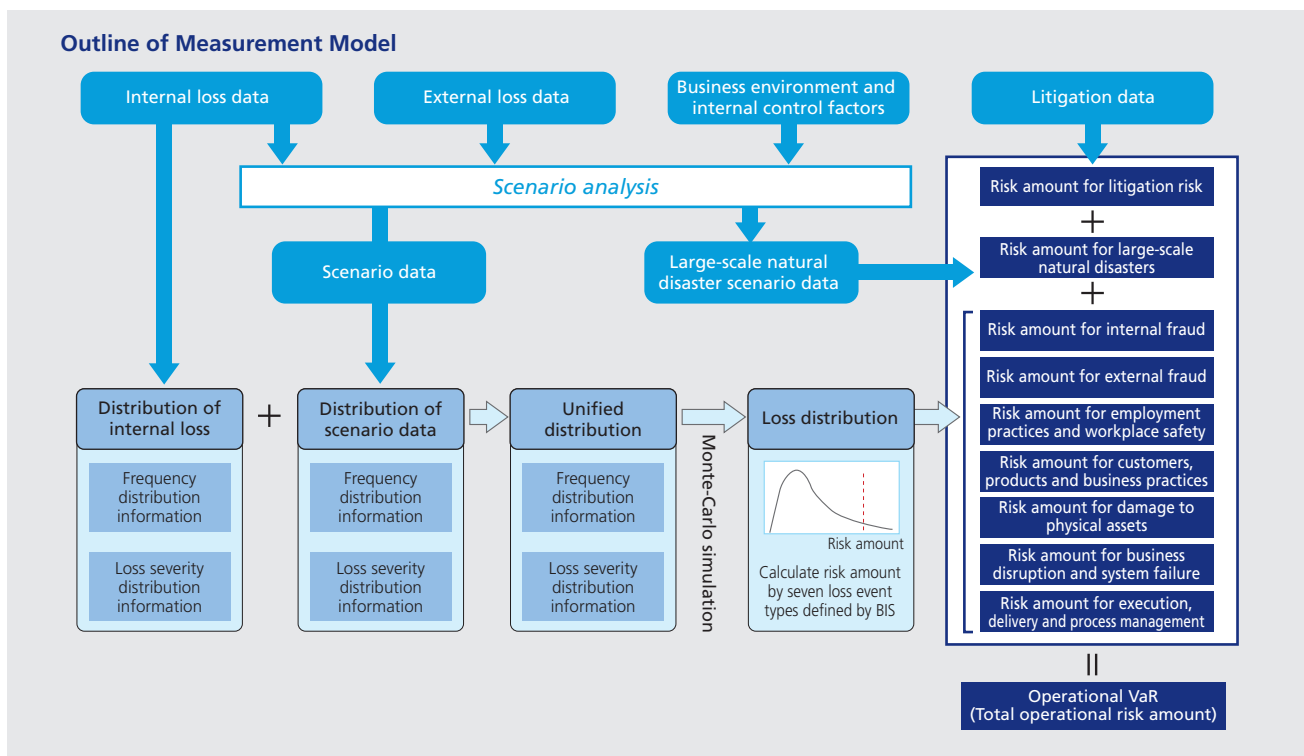 Outline of Measurement Model
Internal loss data
External loss data
Business environment and
internal control factors
Litigation data
Scenario analysis
Risk amount for litigation risk
+
Scenario data
Large-scale natural
disaster scenario data
Risk amount for large-scale
natural disasters
+
Risk amount for internal fraud
Risk amount for external fraud
Risk amount for employment
practices and workplace safety
Risk amount for customers,
products and business practices
Risk amount for damage to
physical assets
Risk amount for business
disruption and system failure
Risk amount for execution,
delivery and process management
Distribution of
internal loss
Frequency
distribution
information
Loss severity
distribution
information
+
Distribution of
scenario data
Frequency
distribution
information
Loss severity
distribution
information
Unified
distribution
Frequency
distribution
information
Loss severity
distribution
information
Monte-Carlo simulation
Loss distribution
Risk amount
Calculate risk amount
by seven loss event
types defined by BIS
=
Operational VaR
(Total operational risk amount)